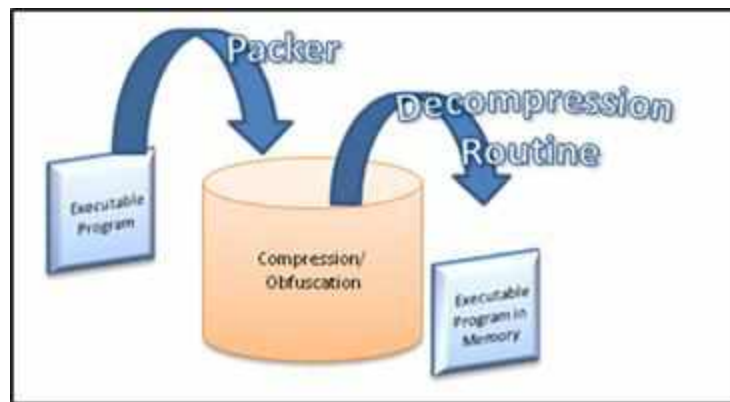 Packer
Decompression
Routine
Executable
Program
Compression/
Obfuscation
Executable
Program in
Memory